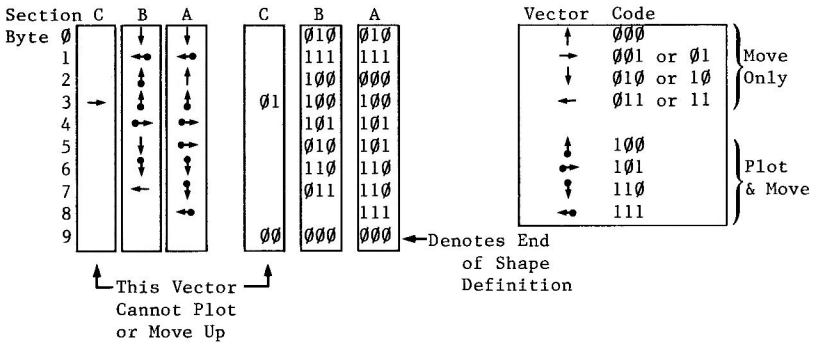 Section C B A C B A Vector Code
Byte Ø Ø1Ø Ø1Ø ØØØ
1 111 111 ØØ1 or Ø1 Move
2 1ØØ ØØØ Ø1Ø or 1Ø Only
3 Ø1 1ØØ 1ØØ Ø11 or 11
4 1Ø1 1Ø1
5 Ø1Ø 1Ø1 1ØØ
6 11Ø 11Ø 1Ø1 Plot
7 Ø11 11Ø 11Ø & Move
8 111 111
9 ØØ ØØØ ØØØ Denotes End
of Shape
Definition
This Vector
Cannot Plot
or Move Up